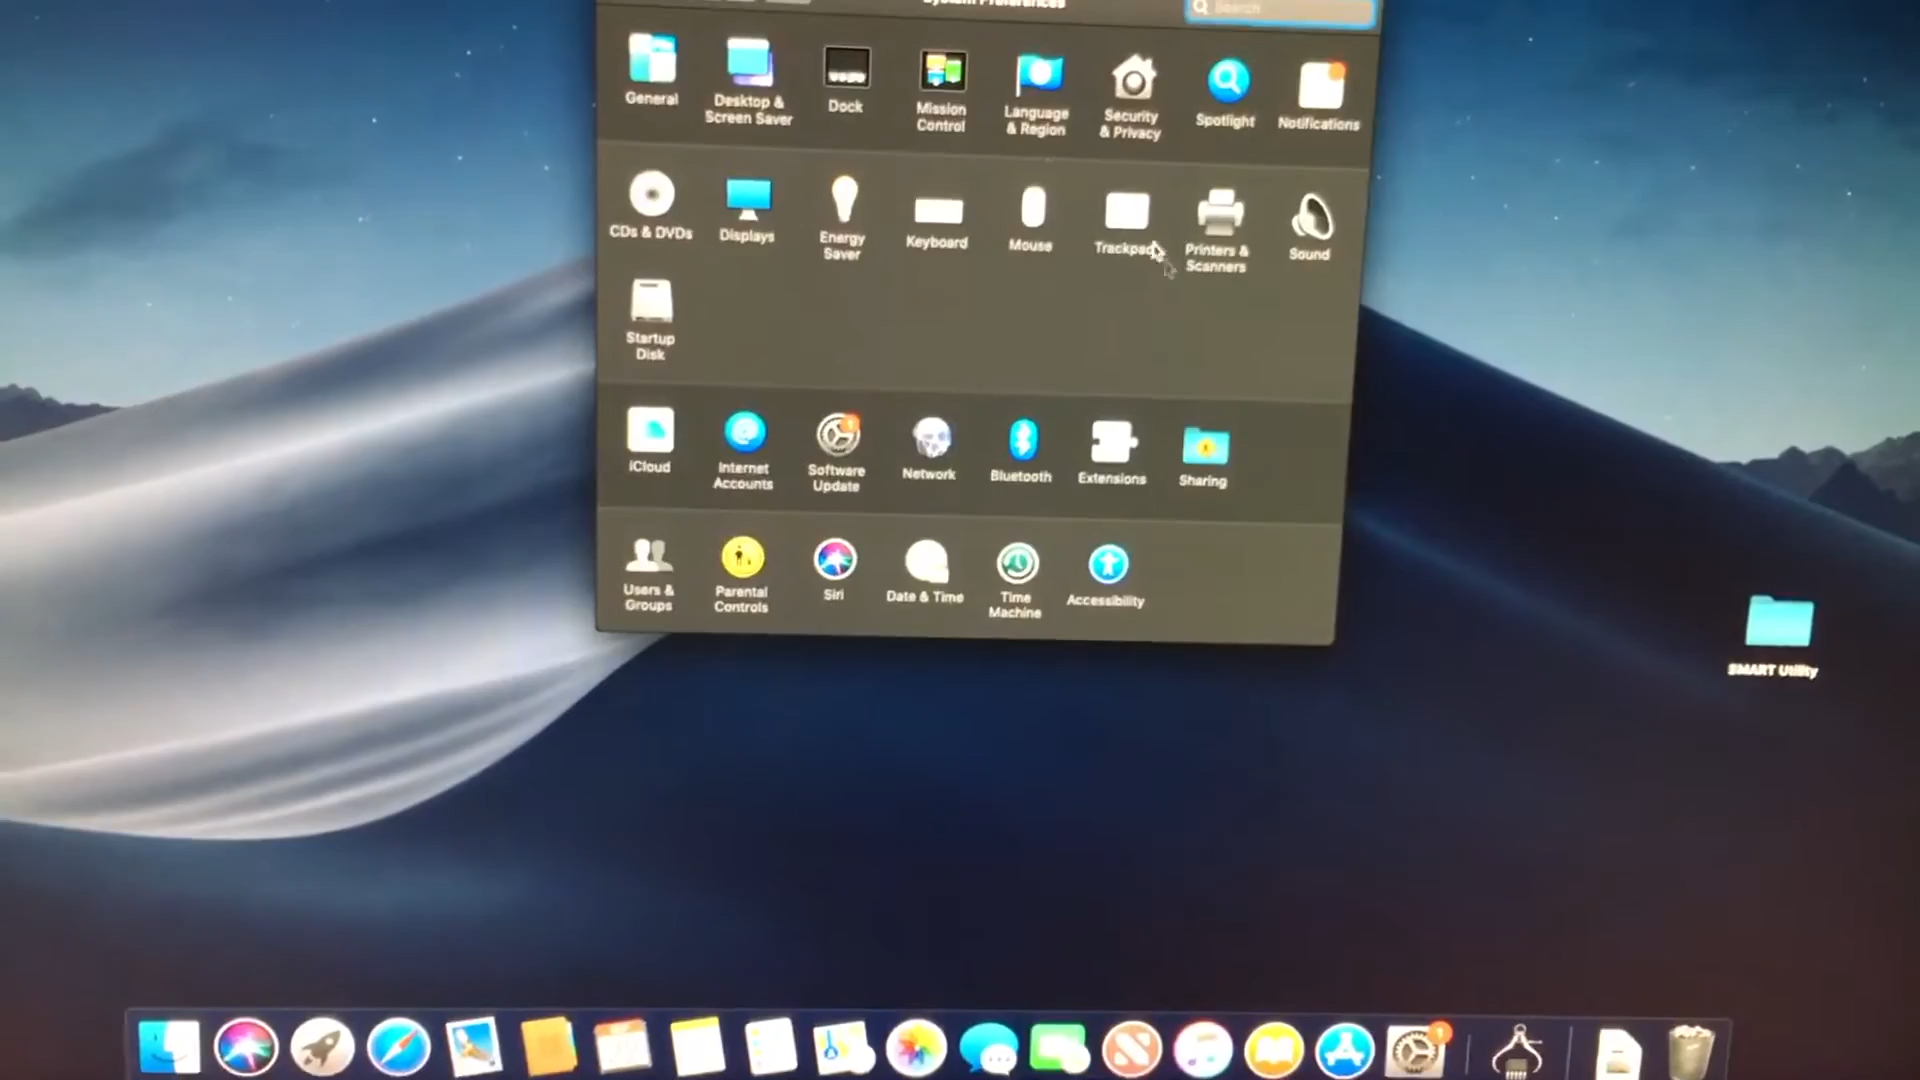 System Preferences
Search
General
Desktop &
Screen Saver
Dock
Mission
Control
Language
& Region
Security
& Privacy
Spotlight
Notifications
CDs & DVDs
Displays
Energy
Saver
Keyboard
Mouse
Trackpad
Printers &
Scanners
Sound
Startup
Disk
iCloud
Internet
Accounts
Software
Update
1
Network
Bluetooth
Extensions
Sharing
Users &
Groups
Parental
Controls
Siri
Date & Time
Time
Machine
Accessibility
SMART Utility
1